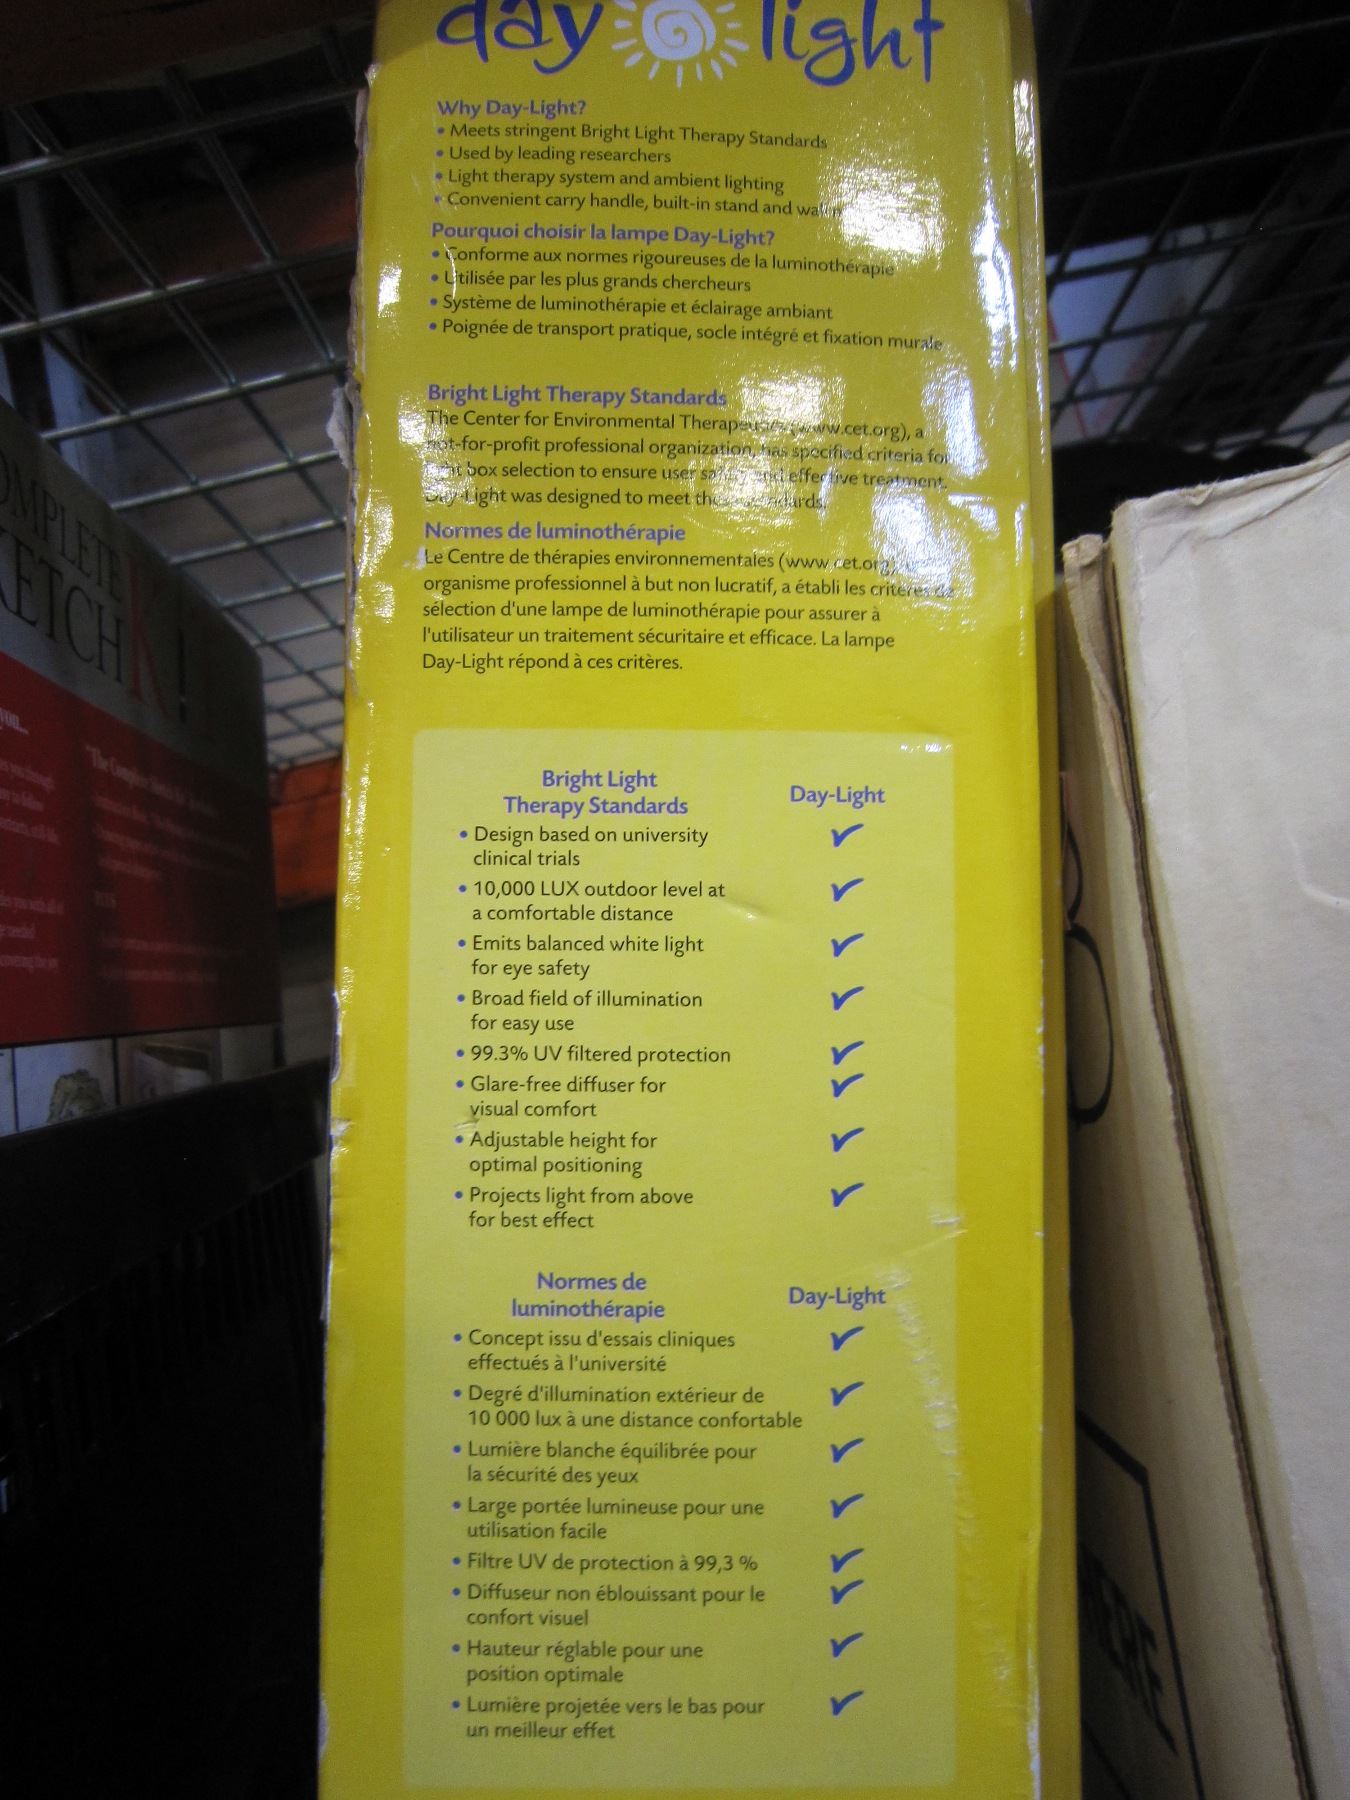 day light
Why Day-Light?
• Meets stringent Bright Light Therapy Standards
• Used by leading researchers
• Light therapy system and ambient lighting
• Convenient carry handle, built-in stand and
Pourquoi choisir la lampe Day-Light?
• Conforme aux normes rigoureuses de la luminothérapie
• Utilisée par les plus grands chercheurs
• Système de luminothérapie et éclairage ambiant
• Poignée de transport pratique, socle intégré et fixation murale
Bright Light Therapy Standards
The Center for Environmental (www.cet.org), a
not-for-profit professional organization, has specified criteria for
light box selection to ensure user and effective treatment.
Day-Light was designed to meet
Normes de luminothérapie
Le Centre de thérapies environnementales (www.cet.org),
organisme professionnel à but non lucratif, a établi les critères de
sélection d'une lampe de luminothérapie pour assurer à
l'utilisateur un traitement sécuritaire et efficace. La lampe
Day-Light répond à ces critères.
Bright Light
Therapy Standards Day-Light
• Design based on university ✓
clinical trials
• 10,000 LUX outdoor level at ✓
a comfortable distance
• Emits balanced white light ✓
for eye safety
• Broad field of illumination ✓
for easy use
• 99.3% UV filtered protection ✓
• Glare-free diffuser for ✓
visual comfort
• Adjustable height for ✓
optimal positioning
• Projects light from above ✓
for best effect
Normes de
luminothérapie Day-Light
• Concept issu d'essais cliniques ✓
effectués à l'université
• Degré d'illumination extérieur de ✓
10 000 lux à une distance confortable
• Lumière blanche équilibrée pour ✓
la sécurité des yeux
• Large portée lumineuse pour une ✓
utilisation facile
• Filtre UV de protection à 99,3 % ✓
• Diffuseur non éblouissant pour le ✓
confort visuel
• Hauteur réglable pour une ✓
position optimale
• Lumière projetée vers le bas pour ✓
un meilleur effet